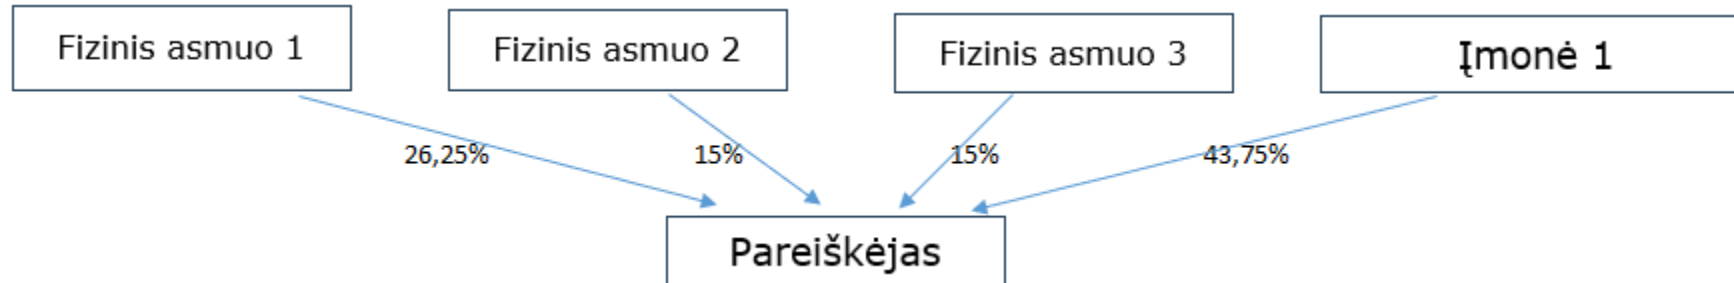 Fizinis asmuo 1
Fizinis asmuo 2
Fizinis asmuo 3
Įmonė 1
26,25%
15%
15%
43,75%
Pareiškėjas